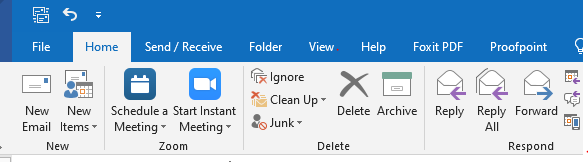 File Home Send / Receive Folder View Help Foxit PDF Proofpoint
New Email
New Items
Schedule a Meeting
Start Instant Meeting
Ignore
Clean Up
Junk
Delete
Archive
Reply
Reply All
Forward
New Zoom Delete Respond